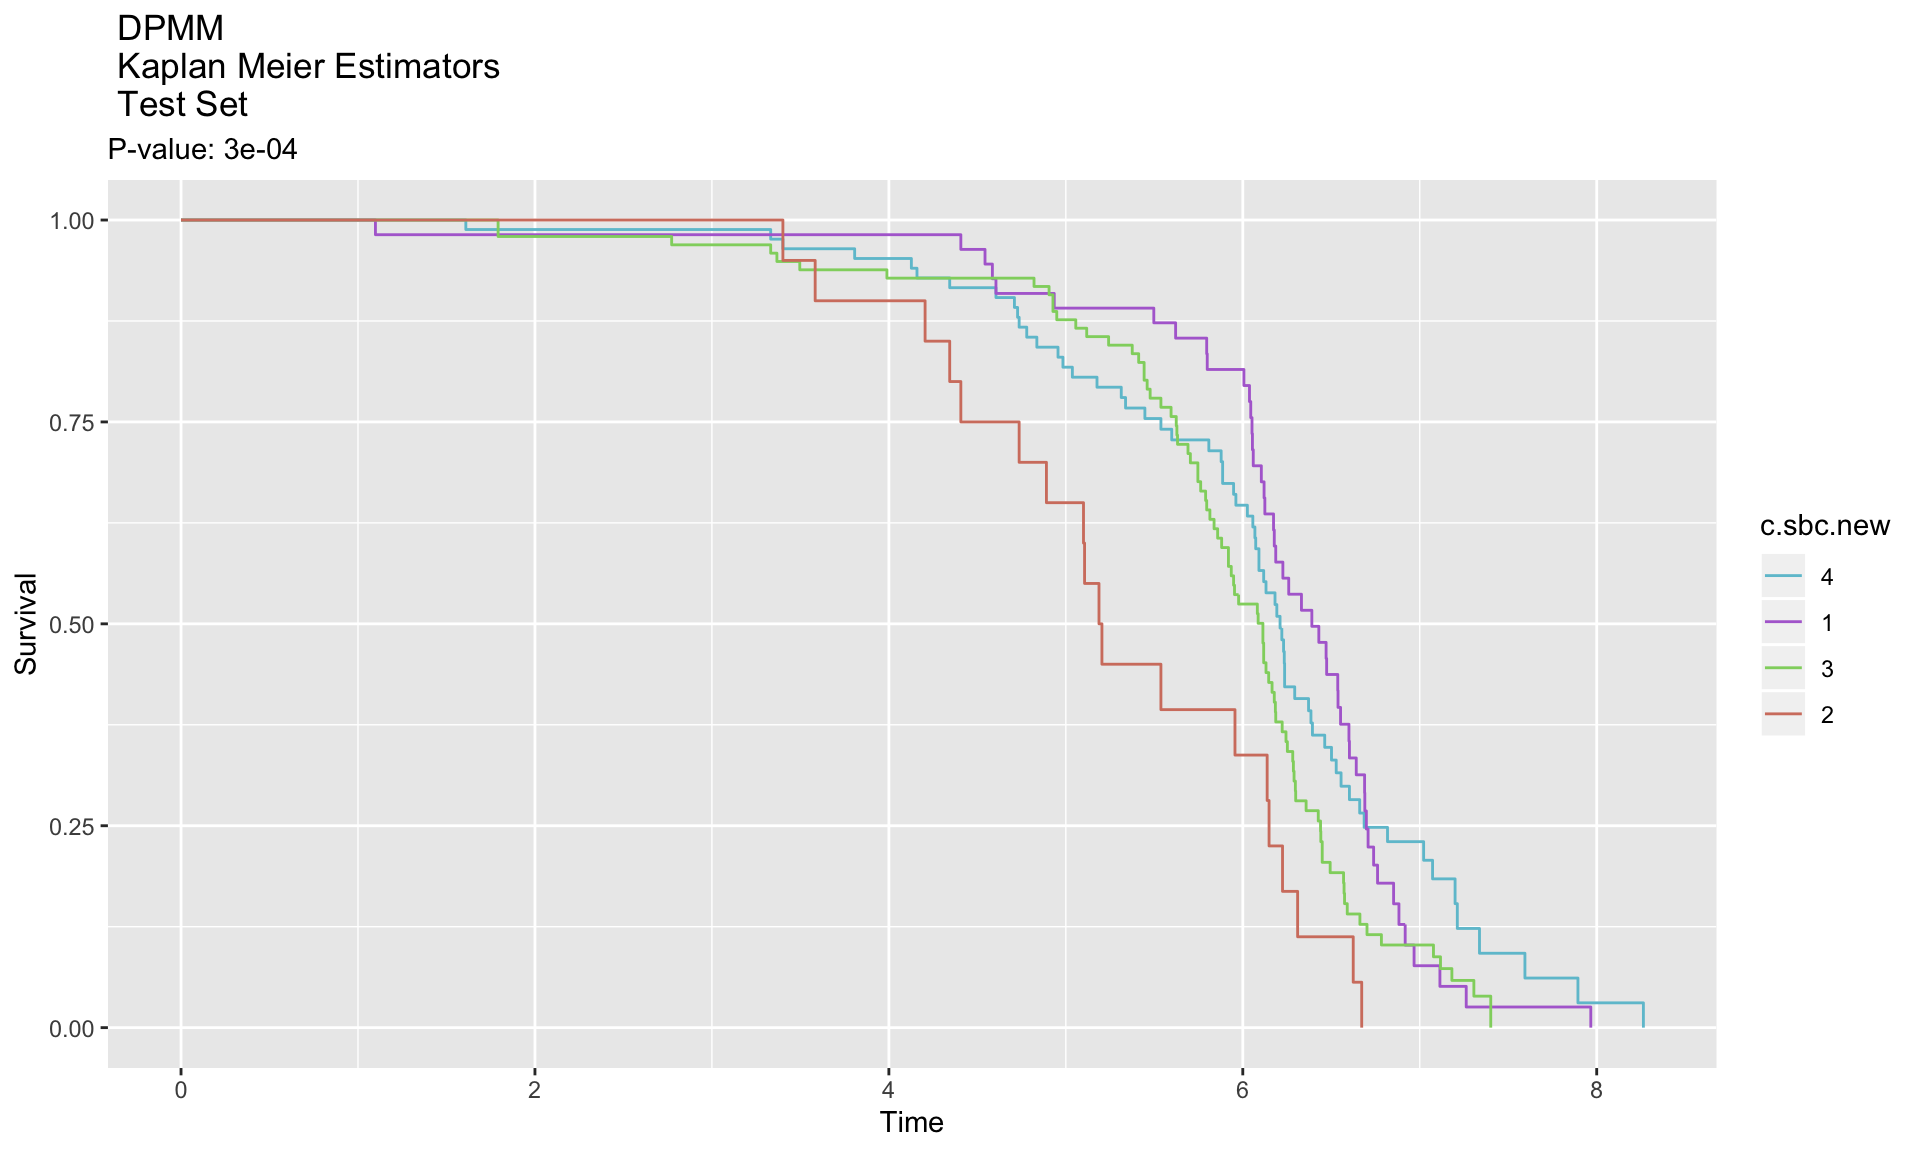 DPMM
Kaplan Meier Estimators
Test Set
P-value: 3e-04
1.00
0.75
0.50
0.25
0.00
Survival
0
2
4
6
8
Time
c.sbc.new
4
1
3
2